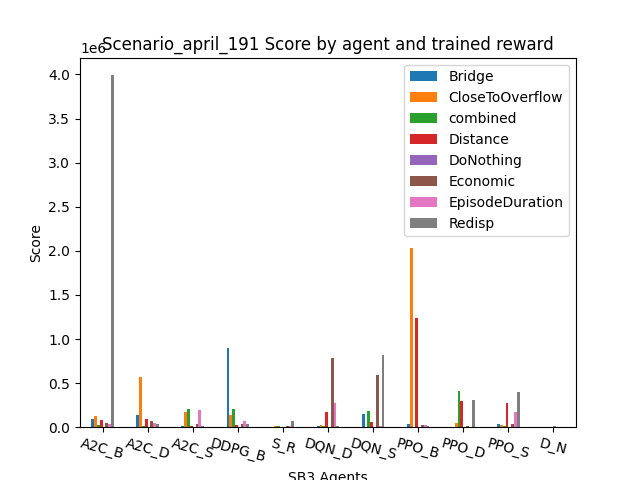 Scenario_april_191 Score by agent and trained reward
1e6
4.0
3.5
3.0
2.5
2.0
1.5
1.0
0.5
0.0
Score
Bridge
CloseToOverflow
combined
Distance
DoNothing
Economic
EpisodeDuration
Redisp
A2C_B
A2C_D
A2C_S
DDPG_B
S_R
DQN_D
DQN_S
PPO_B
PPO_D
PPO_S
D_N
SB3 Agents